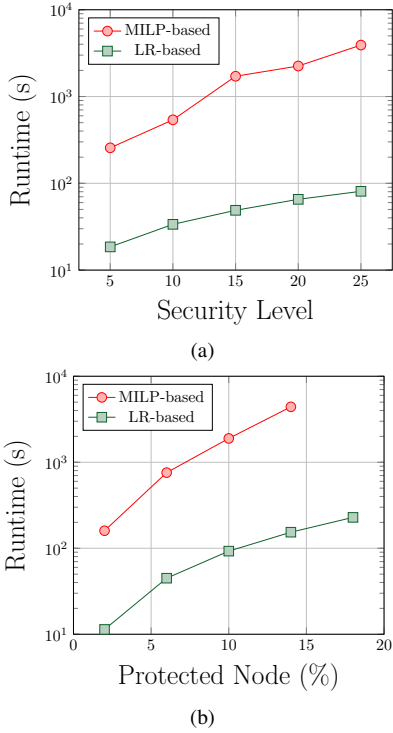 10^4
MILP-based
LR-based
10^3
Runtime (s)
10^2
10^1
5 10 15 20 25
Security Level
(a)
10^4
MILP-based
LR-based
10^3
Runtime (s)
10^2
10^1
0 5 10 15 20
Protected Node (%)
(b)